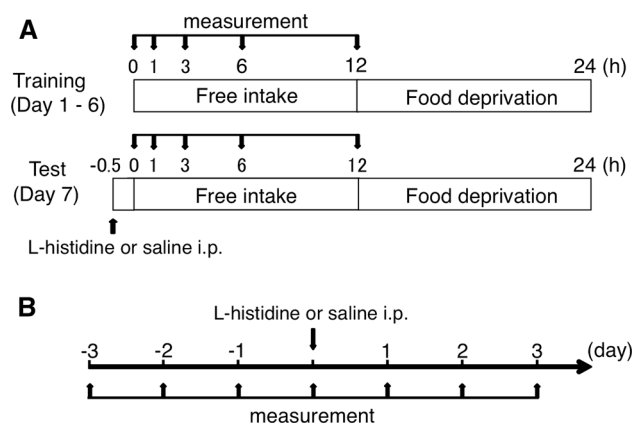 A
measurement
0 1 3 6 12 24 (h)
Training
(Day 1 - 6)
Free intake
Food deprivation
Test
(Day 7)
-0.5 0 1 3 6 12 24 (h)
Free intake
Food deprivation
L-histidine or saline i.p.
B
L-histidine or saline i.p.
-3 -2 -1 1 2 3 (day)
measurement